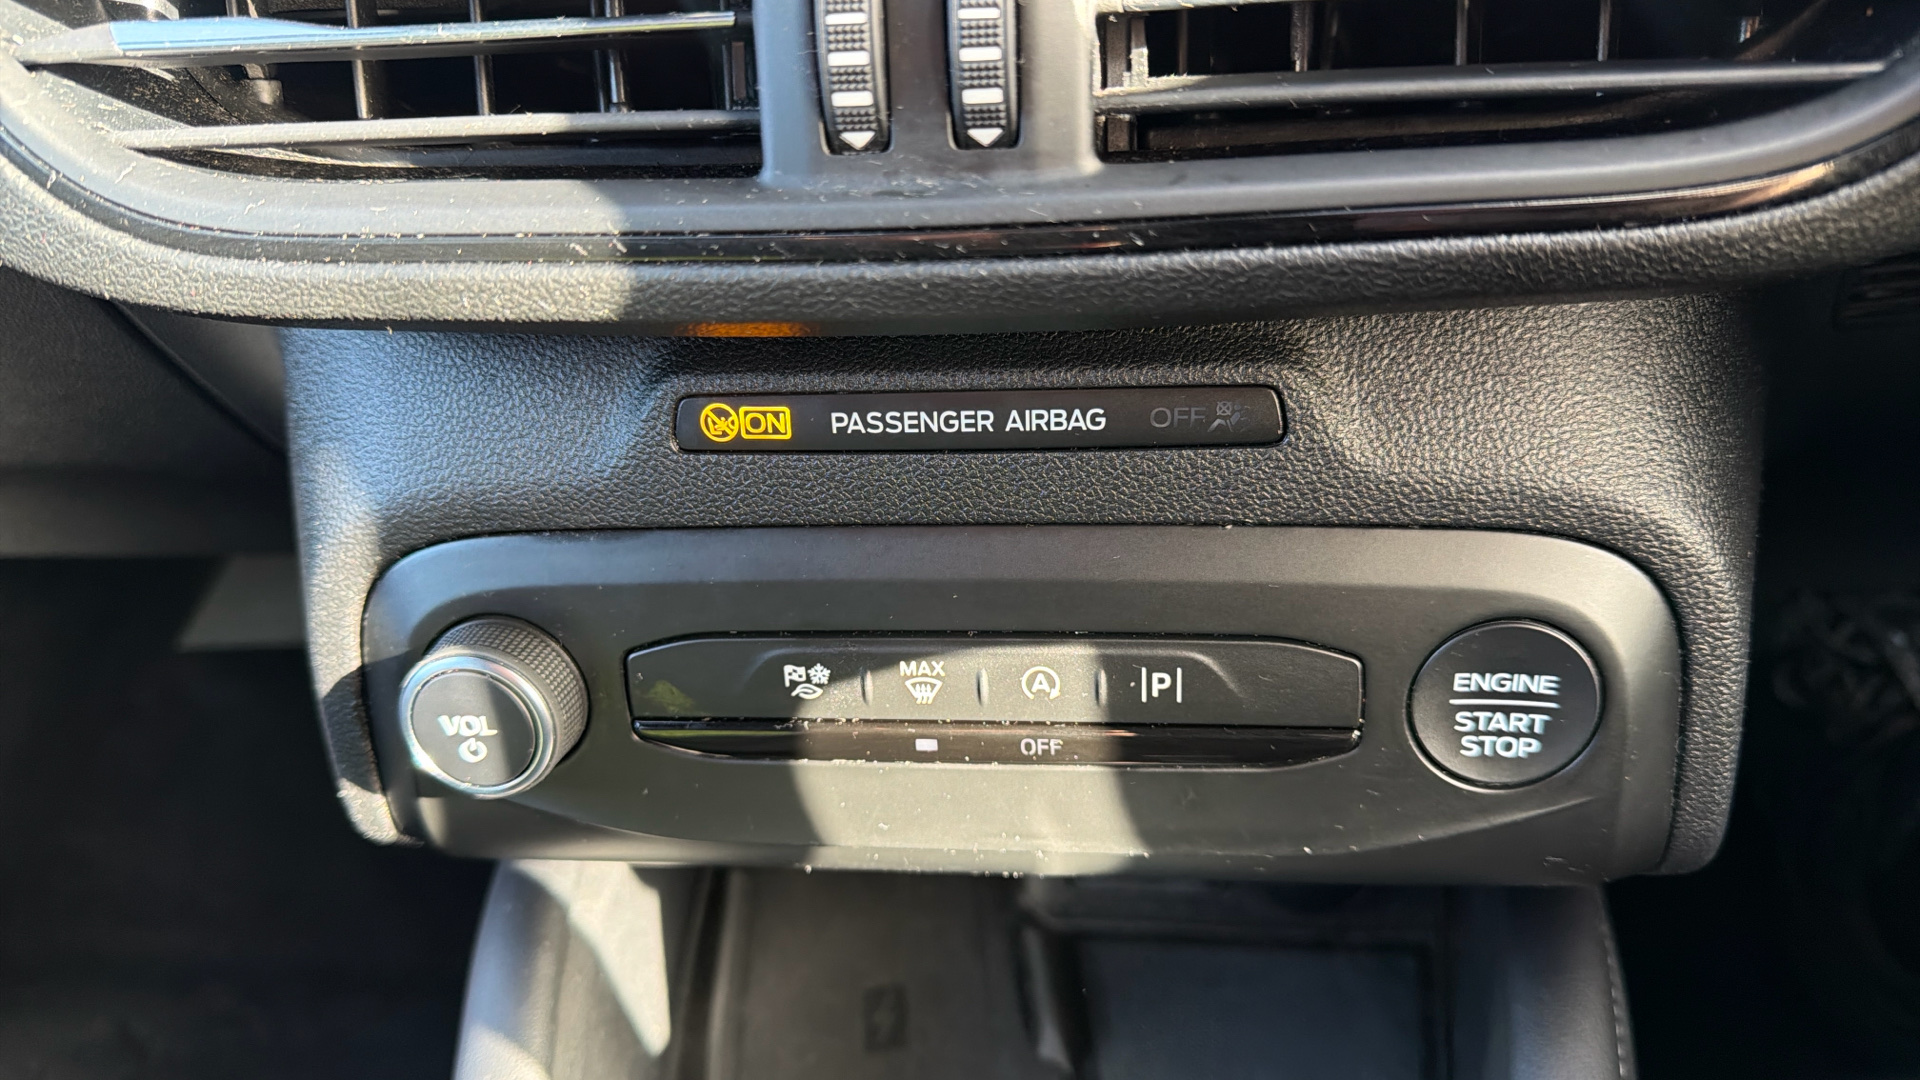 ON PASSENGER AIRBAG OFF
VOL
MAX
A
P
OFF
ENGINE
START
STOP